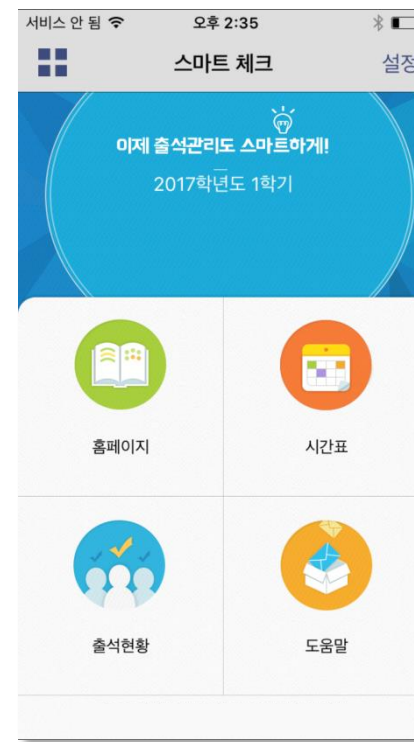 서비스 안 됨 오후 2:35
스마트 체크 설정
이제 출석관리도 스마트하게!
2017학년도 1학기
홈페이지 시간표
출석현황 도움말